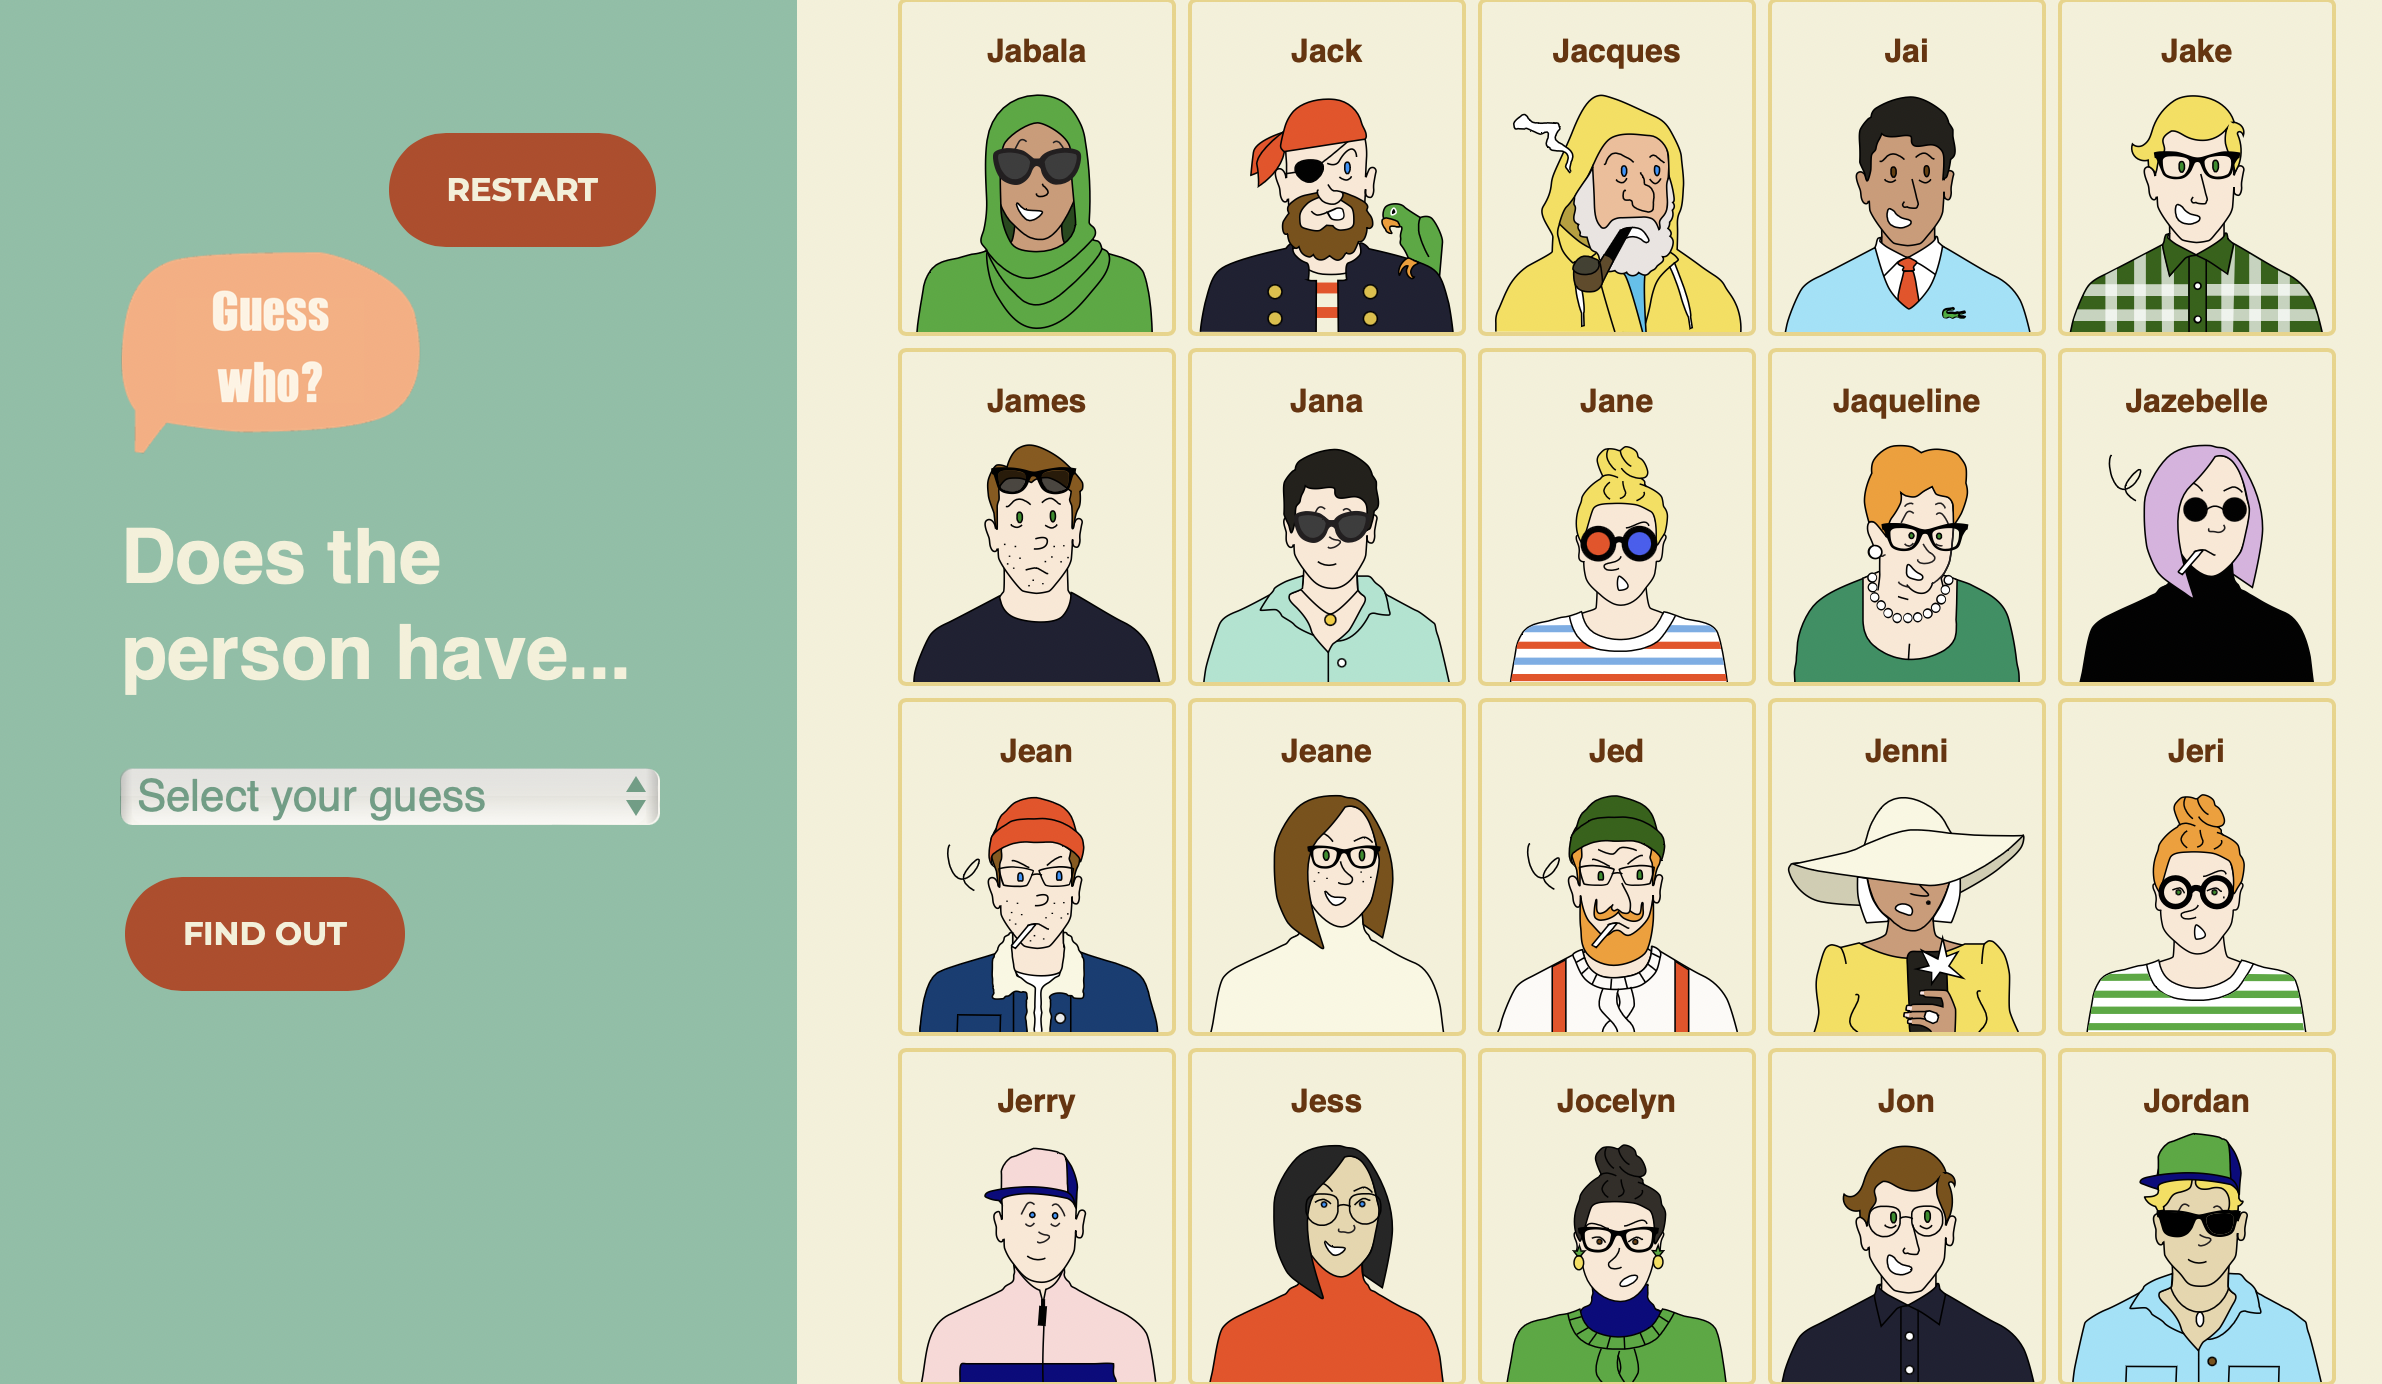 RESTART
Guess
who?
Does the
person have...
Select your guess
FIND OUT
Jabala
Jack
Jacques
Jai
Jake
James
Jana
Jane
Jaqueline
Jazebelle
Jean
Jeane
Jed
Jenni
Jeri
Jerry
Jess
Jocelyn
Jon
Jordan